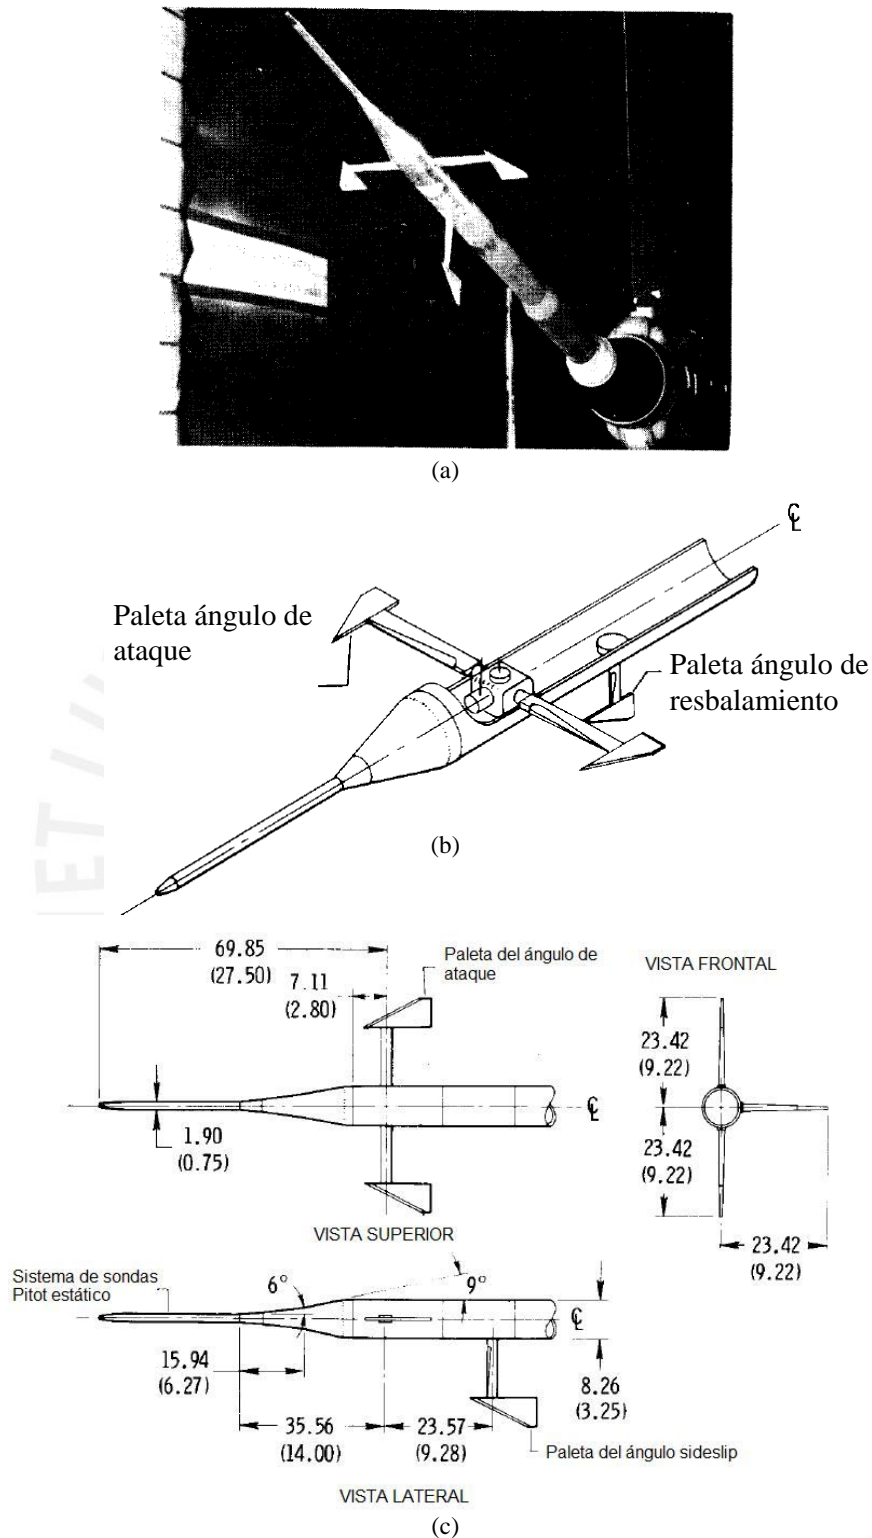 (a)
℄
Paleta ángulo de
ataque
Paleta ángulo de
resbalamiento
(b)
69.85
(27.50)
7.11
(2.80)
Paleta del ángulo de
ataque
VISTA FRONTAL
23.42
(9.22)
℄
1.90
(0.75)
23.42
(9.22)
VISTA SUPERIOR
23.42
(9.22)
Sistema de sondas
Pitot estático
6°
9°
℄
15.94
(6.27)
8.26
(3.25)
35.56
(14.00)
23.57
(9.28)
Paleta del ángulo sideslip
VISTA LATERAL
(c)